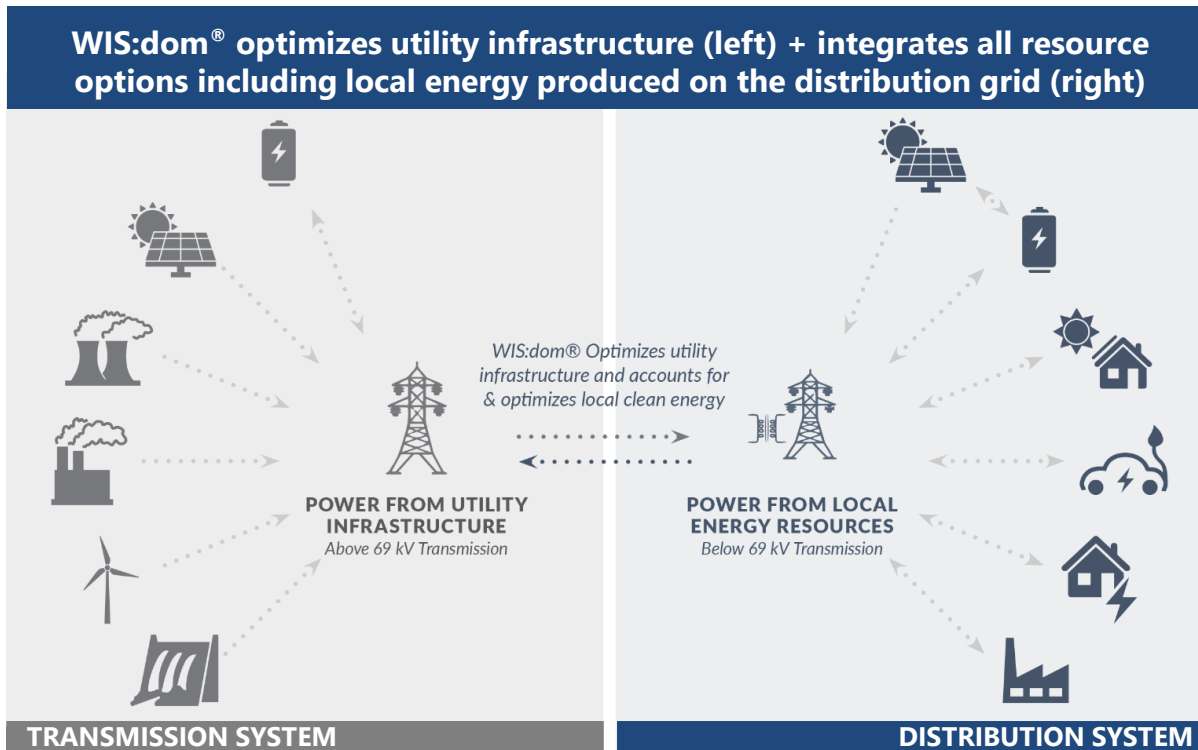 WIS:dom® optimizes utility infrastructure (left) + integrates all resource
options including local energy produced on the distribution grid (right)
WIS:dom® Optimizes utility
infrastructure and accounts for
& optimizes local clean energy
POWER FROM UTILITY
INFRASTRUCTURE
Above 69 kV Transmission
POWER FROM LOCAL
ENERGY RESOURCES
Below 69 kV Transmission
TRANSMISSION SYSTEM
DISTRIBUTION SYSTEM